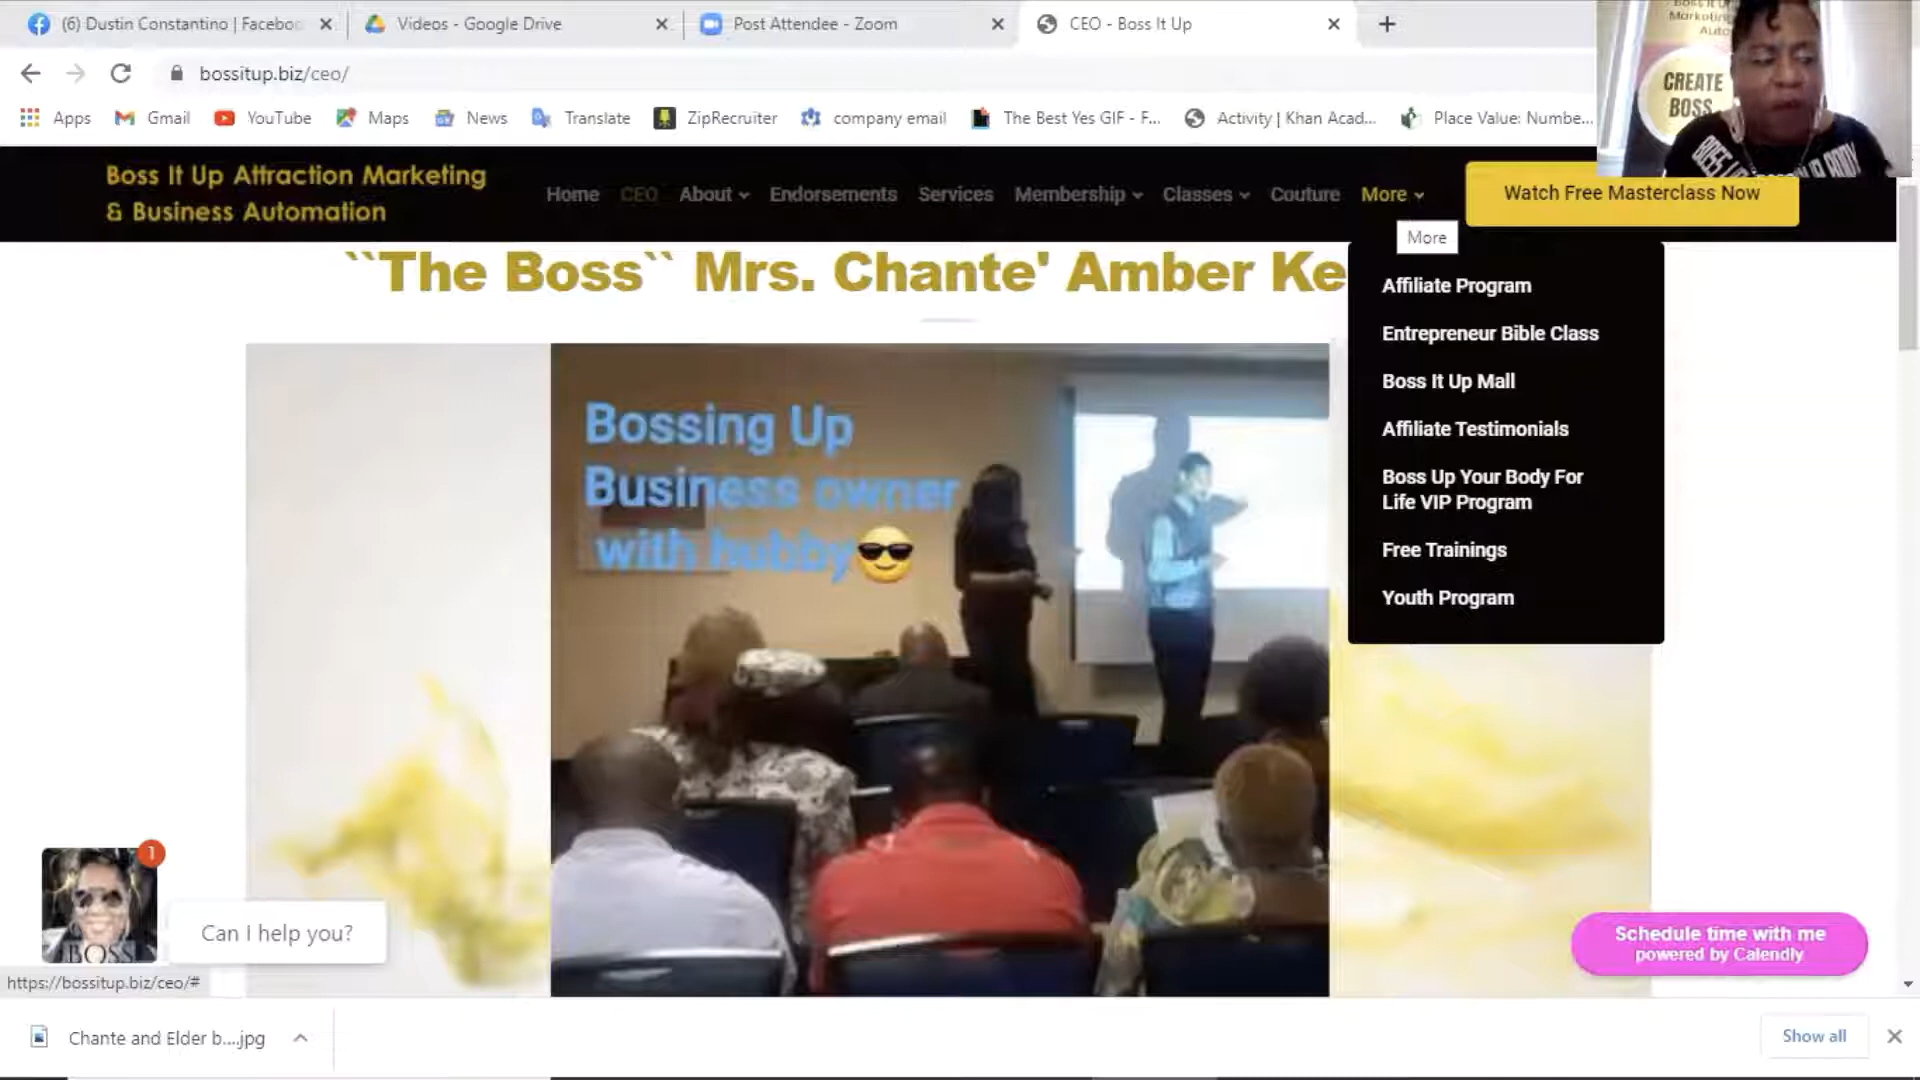 (6) Dustin Constantino | Faceboo
Videos - Google Drive
Post Attendee - Zoom
CEO - Boss It Up
bossitup.biz/ceo/
Apps
Gmail
YouTube
Maps
News
Translate
ZipRecruiter
company email
The Best Yes GIF - F...
Activity | Khan Acad...
Place Value: Numbe...
CREATE
BOSS
Boss It Up Attraction Marketing
& Business Automation
Home
CEO
About
Endorsements
Services
Membership
Classes
Couture
More
Watch Free Masterclass Now
More
``The Boss`` Mrs. Chante' Amber Ke
Affiliate Program
Entrepreneur Bible Class
Boss It Up Mall
Affiliate Testimonials
Boss Up Your Body For
Life VIP Program
Free Trainings
Youth Program
Bossing Up
Business owner
with hubby😎
1
BOSS
Can I help you?
Schedule time with me
powered by Calendly
https://bossitup.biz/ceo/#
Chante and Elder b....jpg
Show all